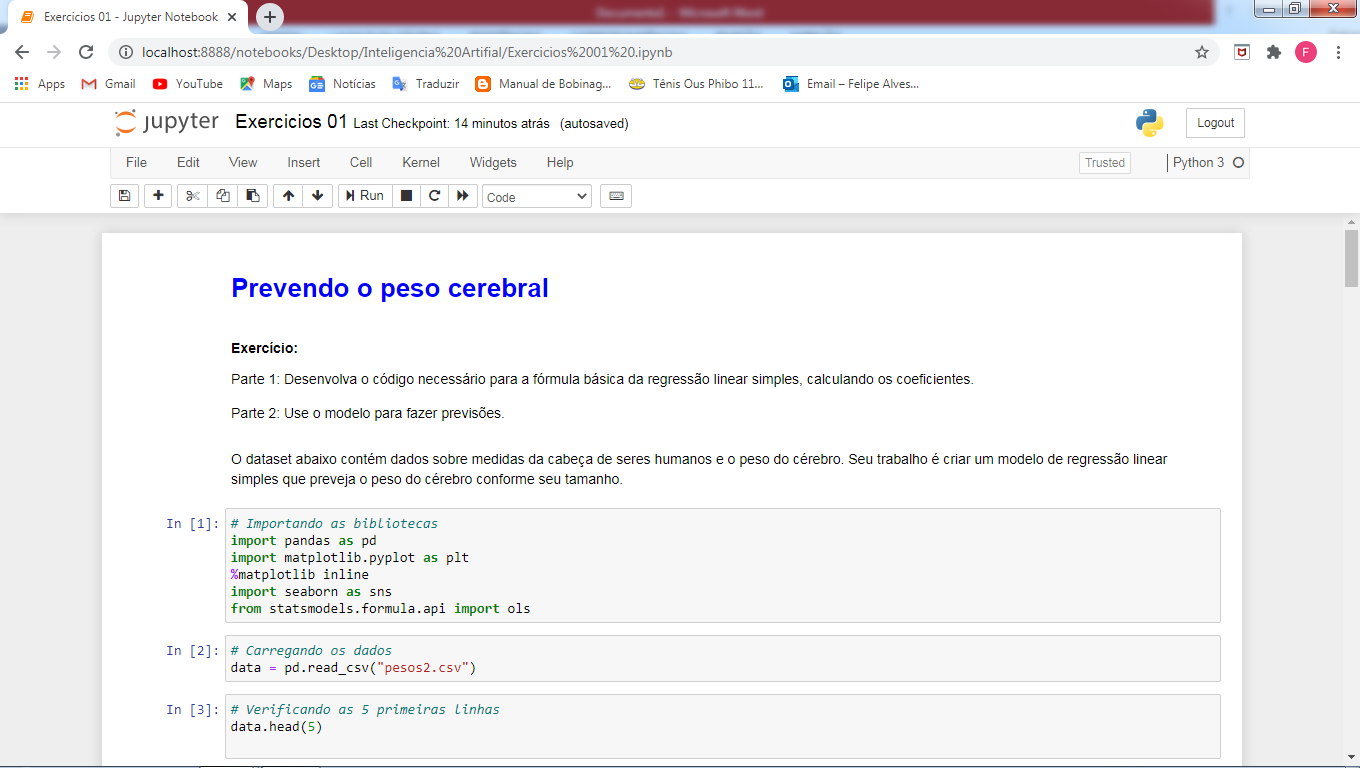 Exercicios 01 - Jupyter Notebook
localhost:8888/notebooks/Desktop/Inteligencia%20Artifial/Exercicios%2001%20.ipynb
F
Apps Gmail YouTube Maps Notícias Traduzir Manual de Bobinag... Tênis Ous Phibo 11... Email – Felipe Alves...
jupyter Exercicios 01 Last Checkpoint: 14 minutos atrás (autosaved) Logout
File Edit View Insert Cell Kernel Widgets Help Trusted Python 3
Run Code
Prevendo o peso cerebral
Exercício:
Parte 1: Desenvolva o código necessário para a fórmula básica da regressão linear simples, calculando os coeficientes.
Parte 2: Use o modelo para fazer previsões.
O dataset abaixo contém dados sobre medidas da cabeça de seres humanos e o peso do cérebro. Seu trabalho é criar um modelo de regressão linear
simples que preveja o peso do cérebro conforme seu tamanho.
In [1]: # Importando as bibliotecas
import pandas as pd
import matplotlib.pyplot as plt
%matplotlib inline
import seaborn as sns
from statsmodels.formula.api import ols
In [2]: # Carregando os dados
data = pd.read_csv("pesos2.csv")
In [3]: # Verificando as 5 primeiras linhas
data.head(5)